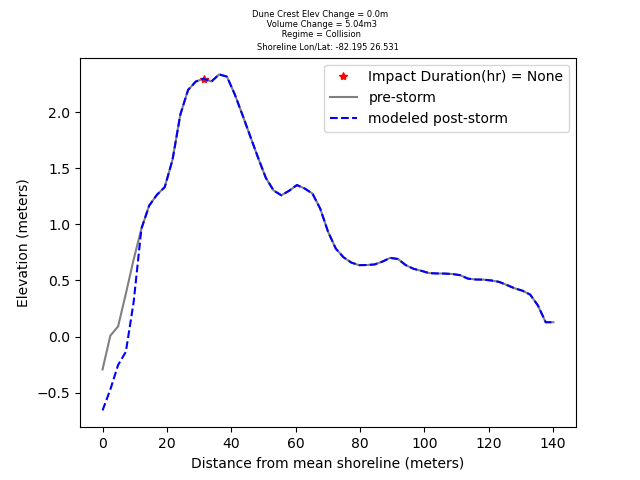 Dune Crest Elev Change = 0.0m
Volume Change = 5.04m3
Regime = Collision
Shoreline Lon/Lat: -82.195 26.531
Impact Duration(hr) = None
pre-storm
modeled post-storm
Elevation (meters)
2.0
1.5
1.0
0.5
0.0
−0.5
0 20 40 60 80 100 120 140
Distance from mean shoreline (meters)